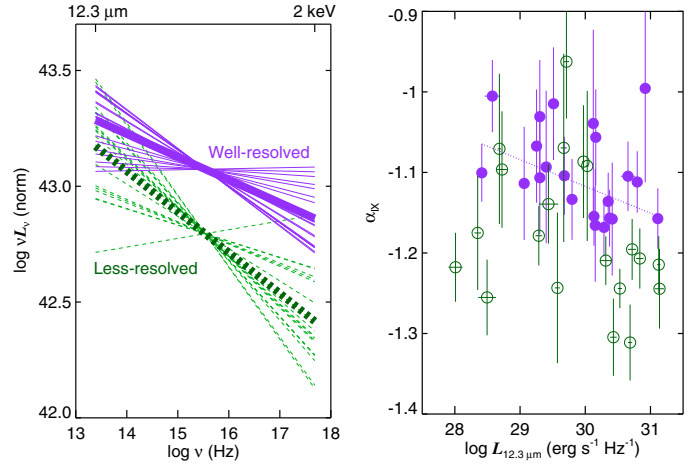 12.3 μm 2 keV
43.5
43.0
42.5
42.0
log νLν (norm)
Well-resolved
Less-resolved
13 14 15 16 17 18
log ν (Hz)
-0.9
-1
-1.1
-1.2
-1.3
-1.4
αIX
28 29 30 31
log L12.3 μm (erg s-1 Hz-1)